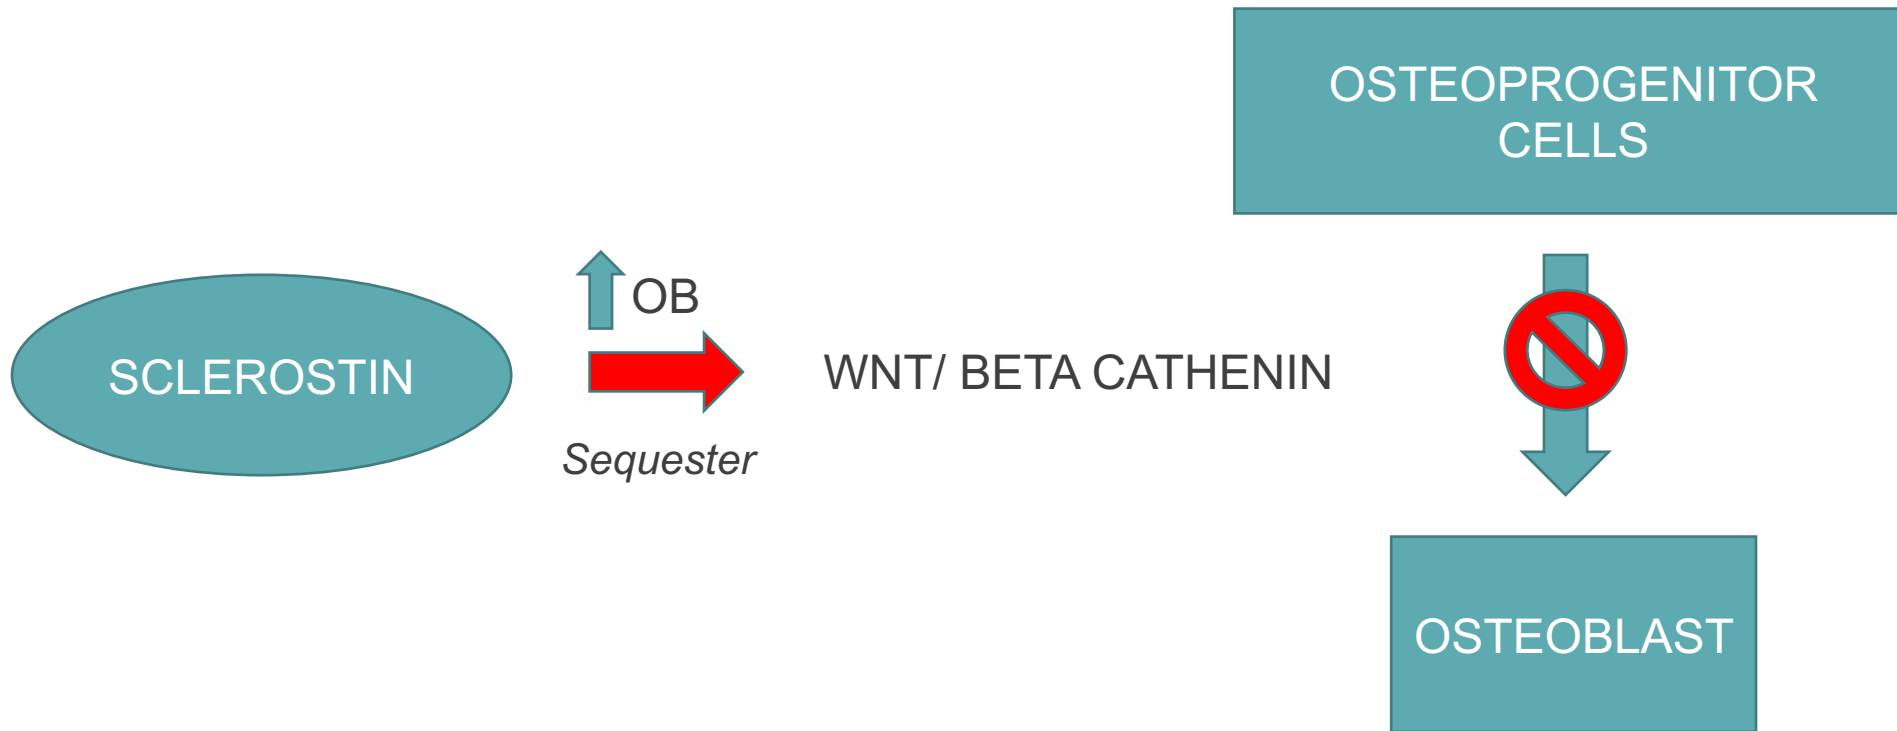 OSTEOPROGENITOR
CELLS
OB
SCLEROSTIN
WNT/ BETA CATHENIN
Sequester
OSTEOBLAST